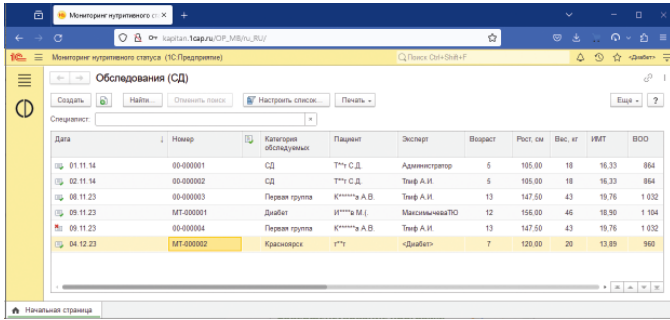 Мониторинг нутритивного ст
kapitan.1cap.ru/OP_MB/ru_RU/
Мониторинг нутритивного статуса (1С:Предприятие)
Поиск Ctrl+Shift+F
<Диабет>
Обследования (СД)
Создать Найти... Отменить поиск Настроить список... Печать Еще ?
Специалист:
Дата Номер Категория обследуемых Пациент Эксперт Возраст Рост, см Вес, кг ИМТ ВОО
01.11.14 00-000001 СД Т**г С.Д. Администратор 5 105,00 18 16,33 864
02.11.14 00-000002 СД Т**г С.Д. Тлиф А.И. 5 105,00 18 16,33 864
08.11.23 00-000003 Первая группа К******а А.В. Тлиф А.И. 13 147,50 43 19,76 1 032
09.11.23 МТ-000001 Диабет И****в М.( МаксимычеваТЮ 12 156,00 46 18,90 1 104
09.11.23 00-000004 Первая группа К******а А.В. Тлиф А.И. 13 147,50 43 19,76 1 032
04.12.23 МТ-000002 Красноярск т**т <Диабет> 7 120,00 20 13,89 960
Начальная страница